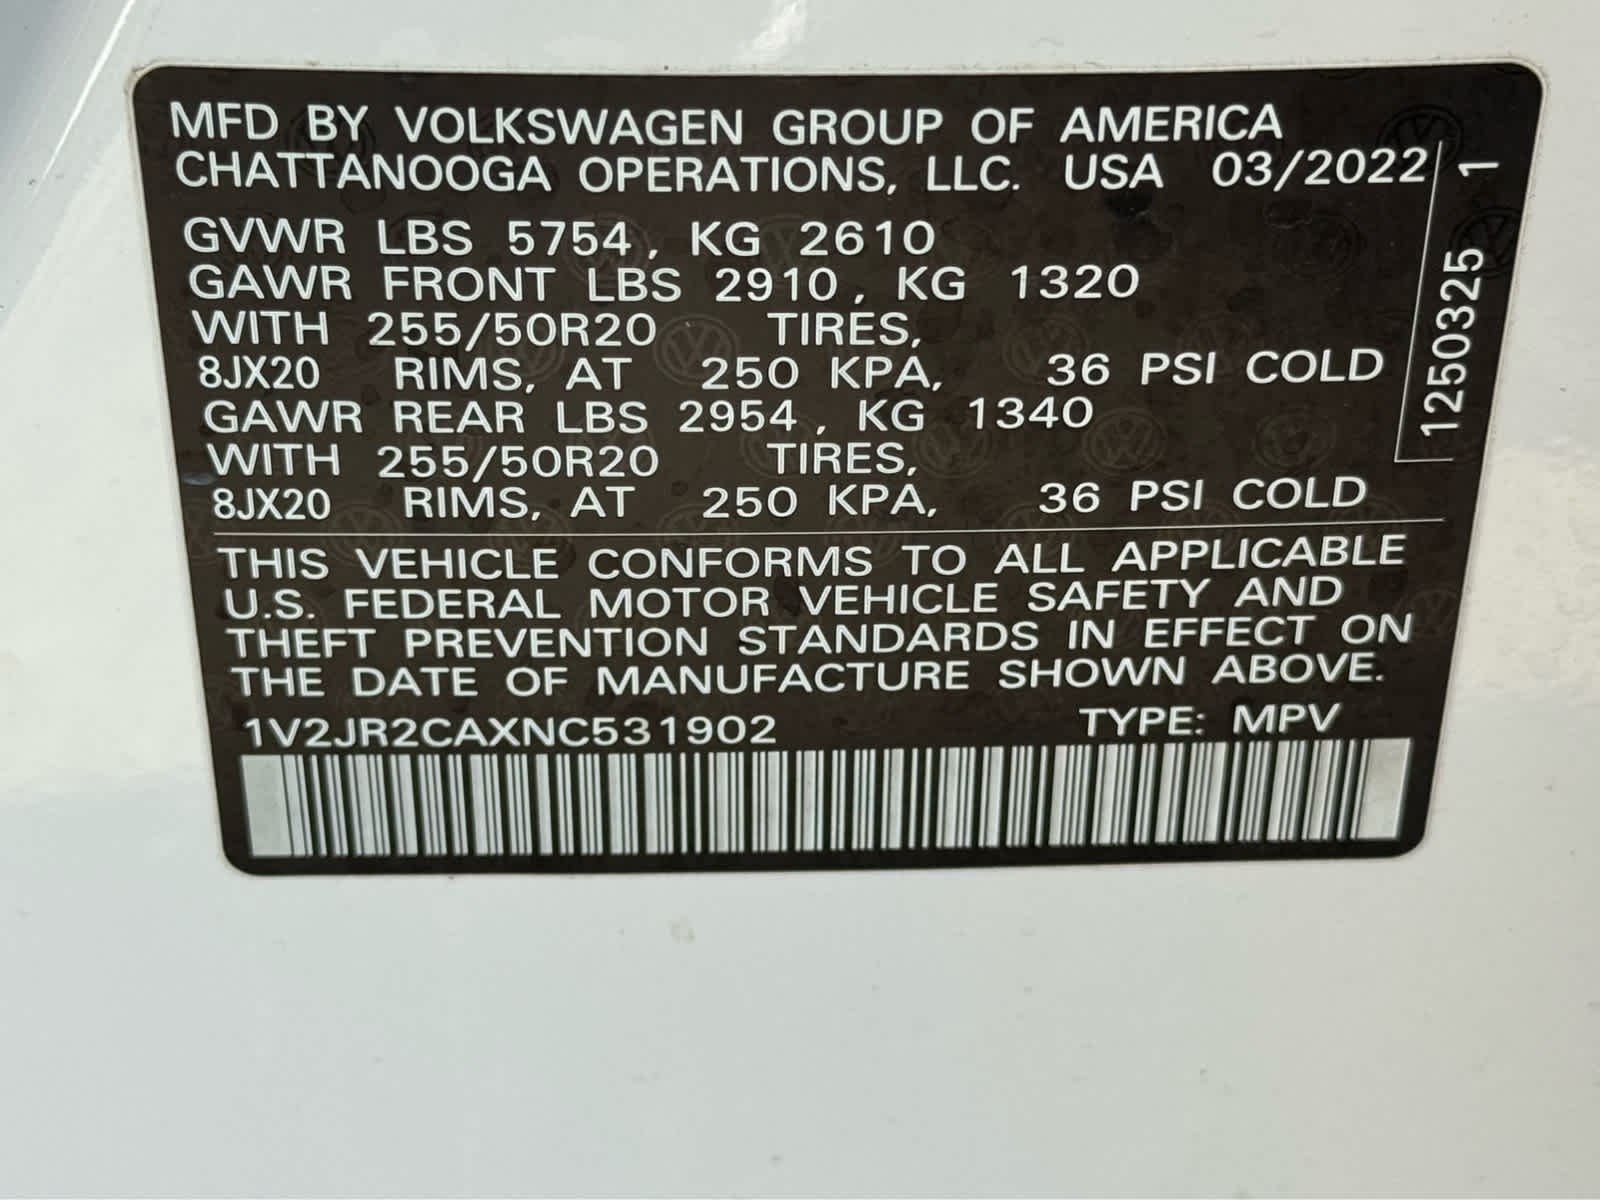 MFD BY VOLKSWAGEN GROUP OF AMERICA
CHATTANOOGA OPERATIONS, LLC. USA 03/2022
GVWR LBS 5754, KG 2610
GAWR FRONT LBS 2910, KG 1320
WITH 255/50R20 TIRES,
8JX20 RIMS, AT 250 KPA, 36 PSI COLD
GAWR REAR LBS 2954, KG 1340
WITH 255/50R20 TIRES,
8JX20 RIMS, AT 250 KPA, 36 PSI COLD
1250325 1
THIS VEHICLE CONFORMS TO ALL APPLICABLE
U.S. FEDERAL MOTOR VEHICLE SAFETY AND
THEFT PREVENTION STANDARDS IN EFFECT ON
THE DATE OF MANUFACTURE SHOWN ABOVE.
1V2JR2CAXNC531902 TYPE: MPV